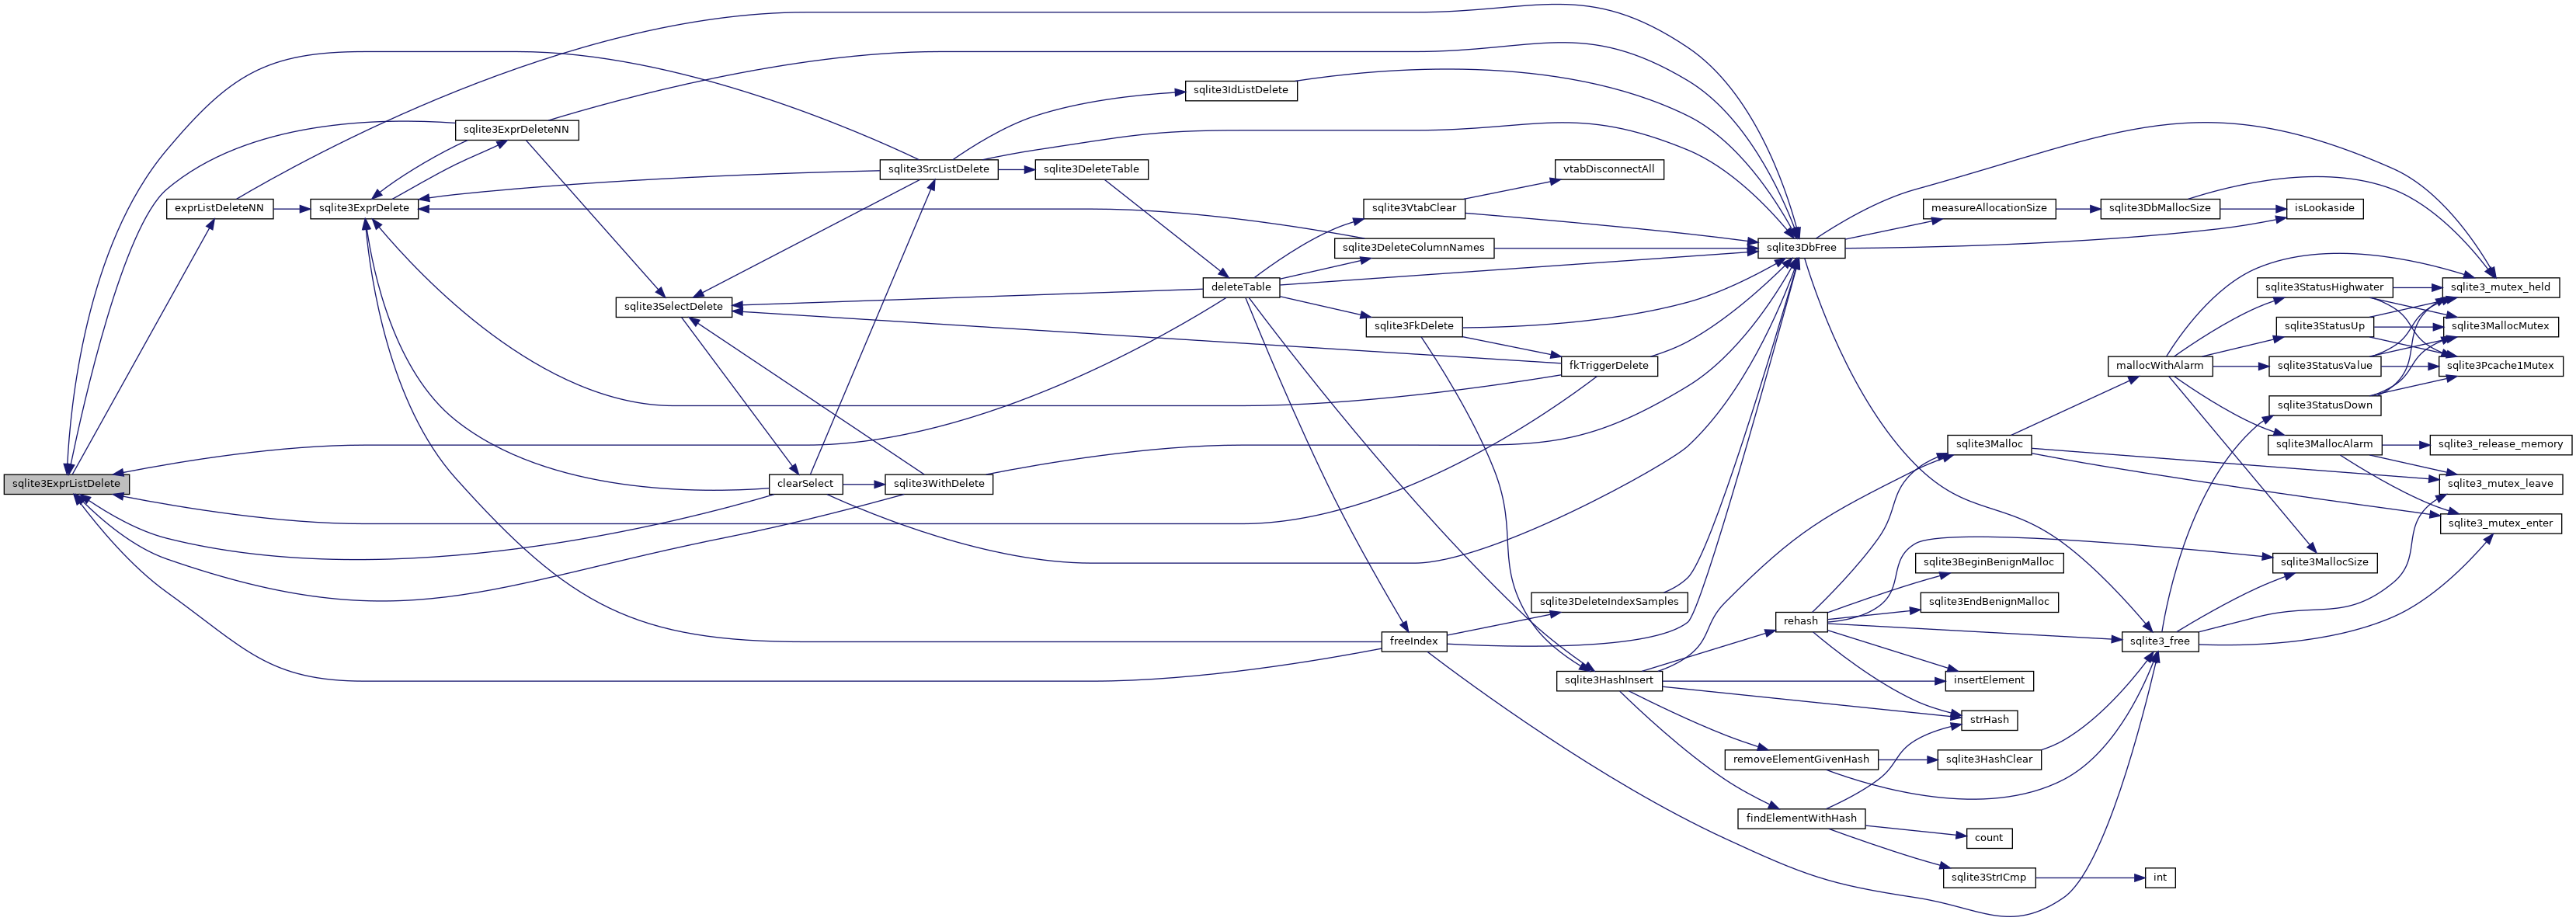 sqlite3ExprListDelete
exprListDeleteNN
sqlite3ExprDelete
sqlite3ExprDeleteNN
sqlite3SelectDelete
clearSelect
sqlite3SrcListDelete
sqlite3WithDelete
sqlite3DeleteTable
sqlite3IdListDelete
deleteTable
sqlite3VtabClear
sqlite3DeleteColumnNames
sqlite3FkDelete
freeIndex
vtabDisconnectAll
fkTriggerDelete
sqlite3DeleteIndexSamples
sqlite3HashInsert
sqlite3DbFree
rehash
removeElementGivenHash
findElementWithHash
measureAllocationSize
sqlite3Malloc
sqlite3BeginBenignMalloc
sqlite3EndBenignMalloc
insertElement
strHash
sqlite3HashClear
count
sqlite3StrICmp
sqlite3DbMallocSize
mallocWithAlarm
sqlite3_free
int
isLookaside
sqlite3StatusHighwater
sqlite3StatusUp
sqlite3StatusValue
sqlite3StatusDown
sqlite3MallocAlarm
sqlite3MallocSize
sqlite3_mutex_held
sqlite3MallocMutex
sqlite3Pcache1Mutex
sqlite3_release_memory
sqlite3_mutex_leave
sqlite3_mutex_enter